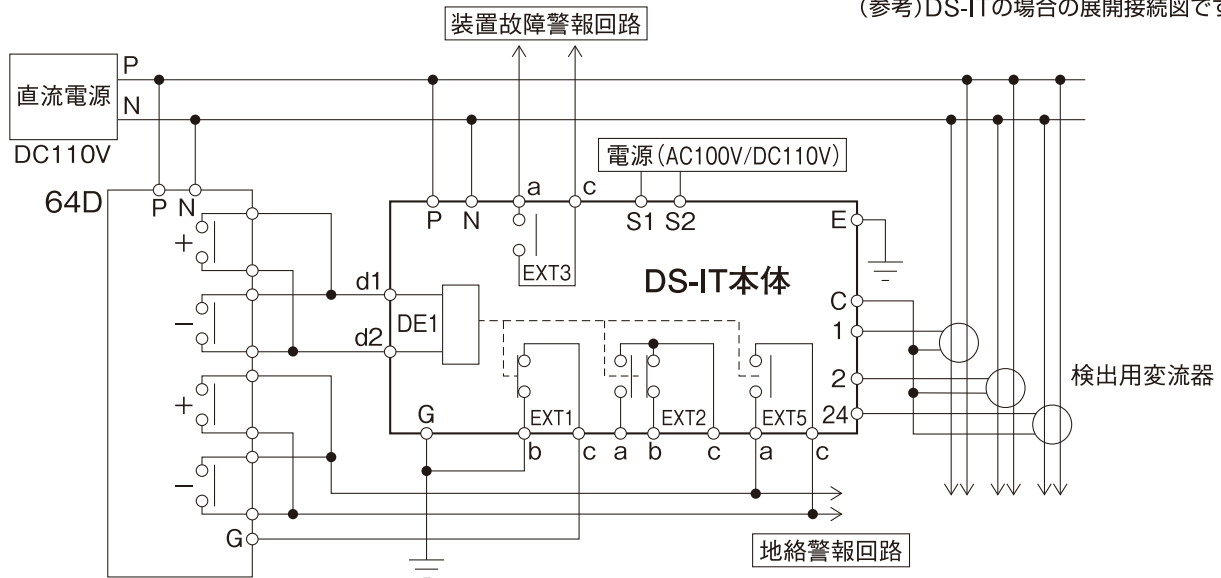 (参考)DS-ITの場合の展開接続図です
装置故障警報回路
直流電源
P
N
DC110V
電源(AC100V/DC110V)
64D
P N
a c
P N S1 S2
E
+
EXT3
DS-IT本体
d1
C
−
DE1
1
d2
2
検出用変流器
+
G
EXT1 EXT2 EXT5
24
b c a b c a c
−
G
地絡警報回路